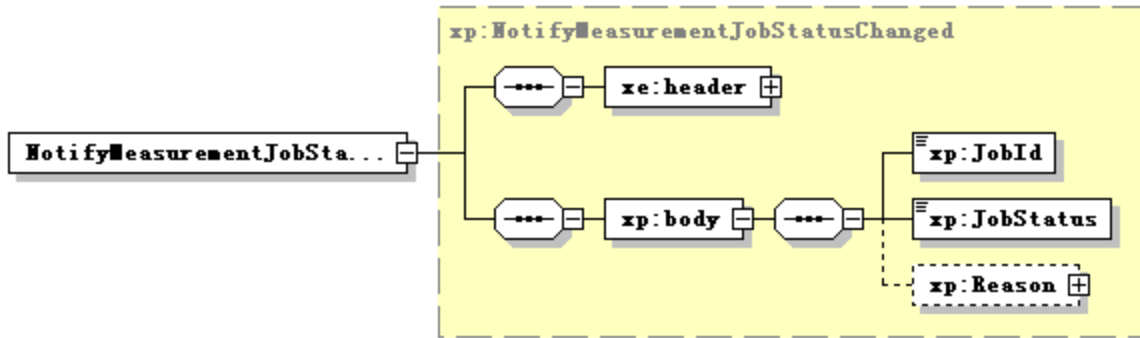 xp:NotifyMeasurementJobStatusChanged
xe:header
NotifyMeasurementJobSta...
xp:JobId
xp:body
xp:JobStatus
xp:Reason